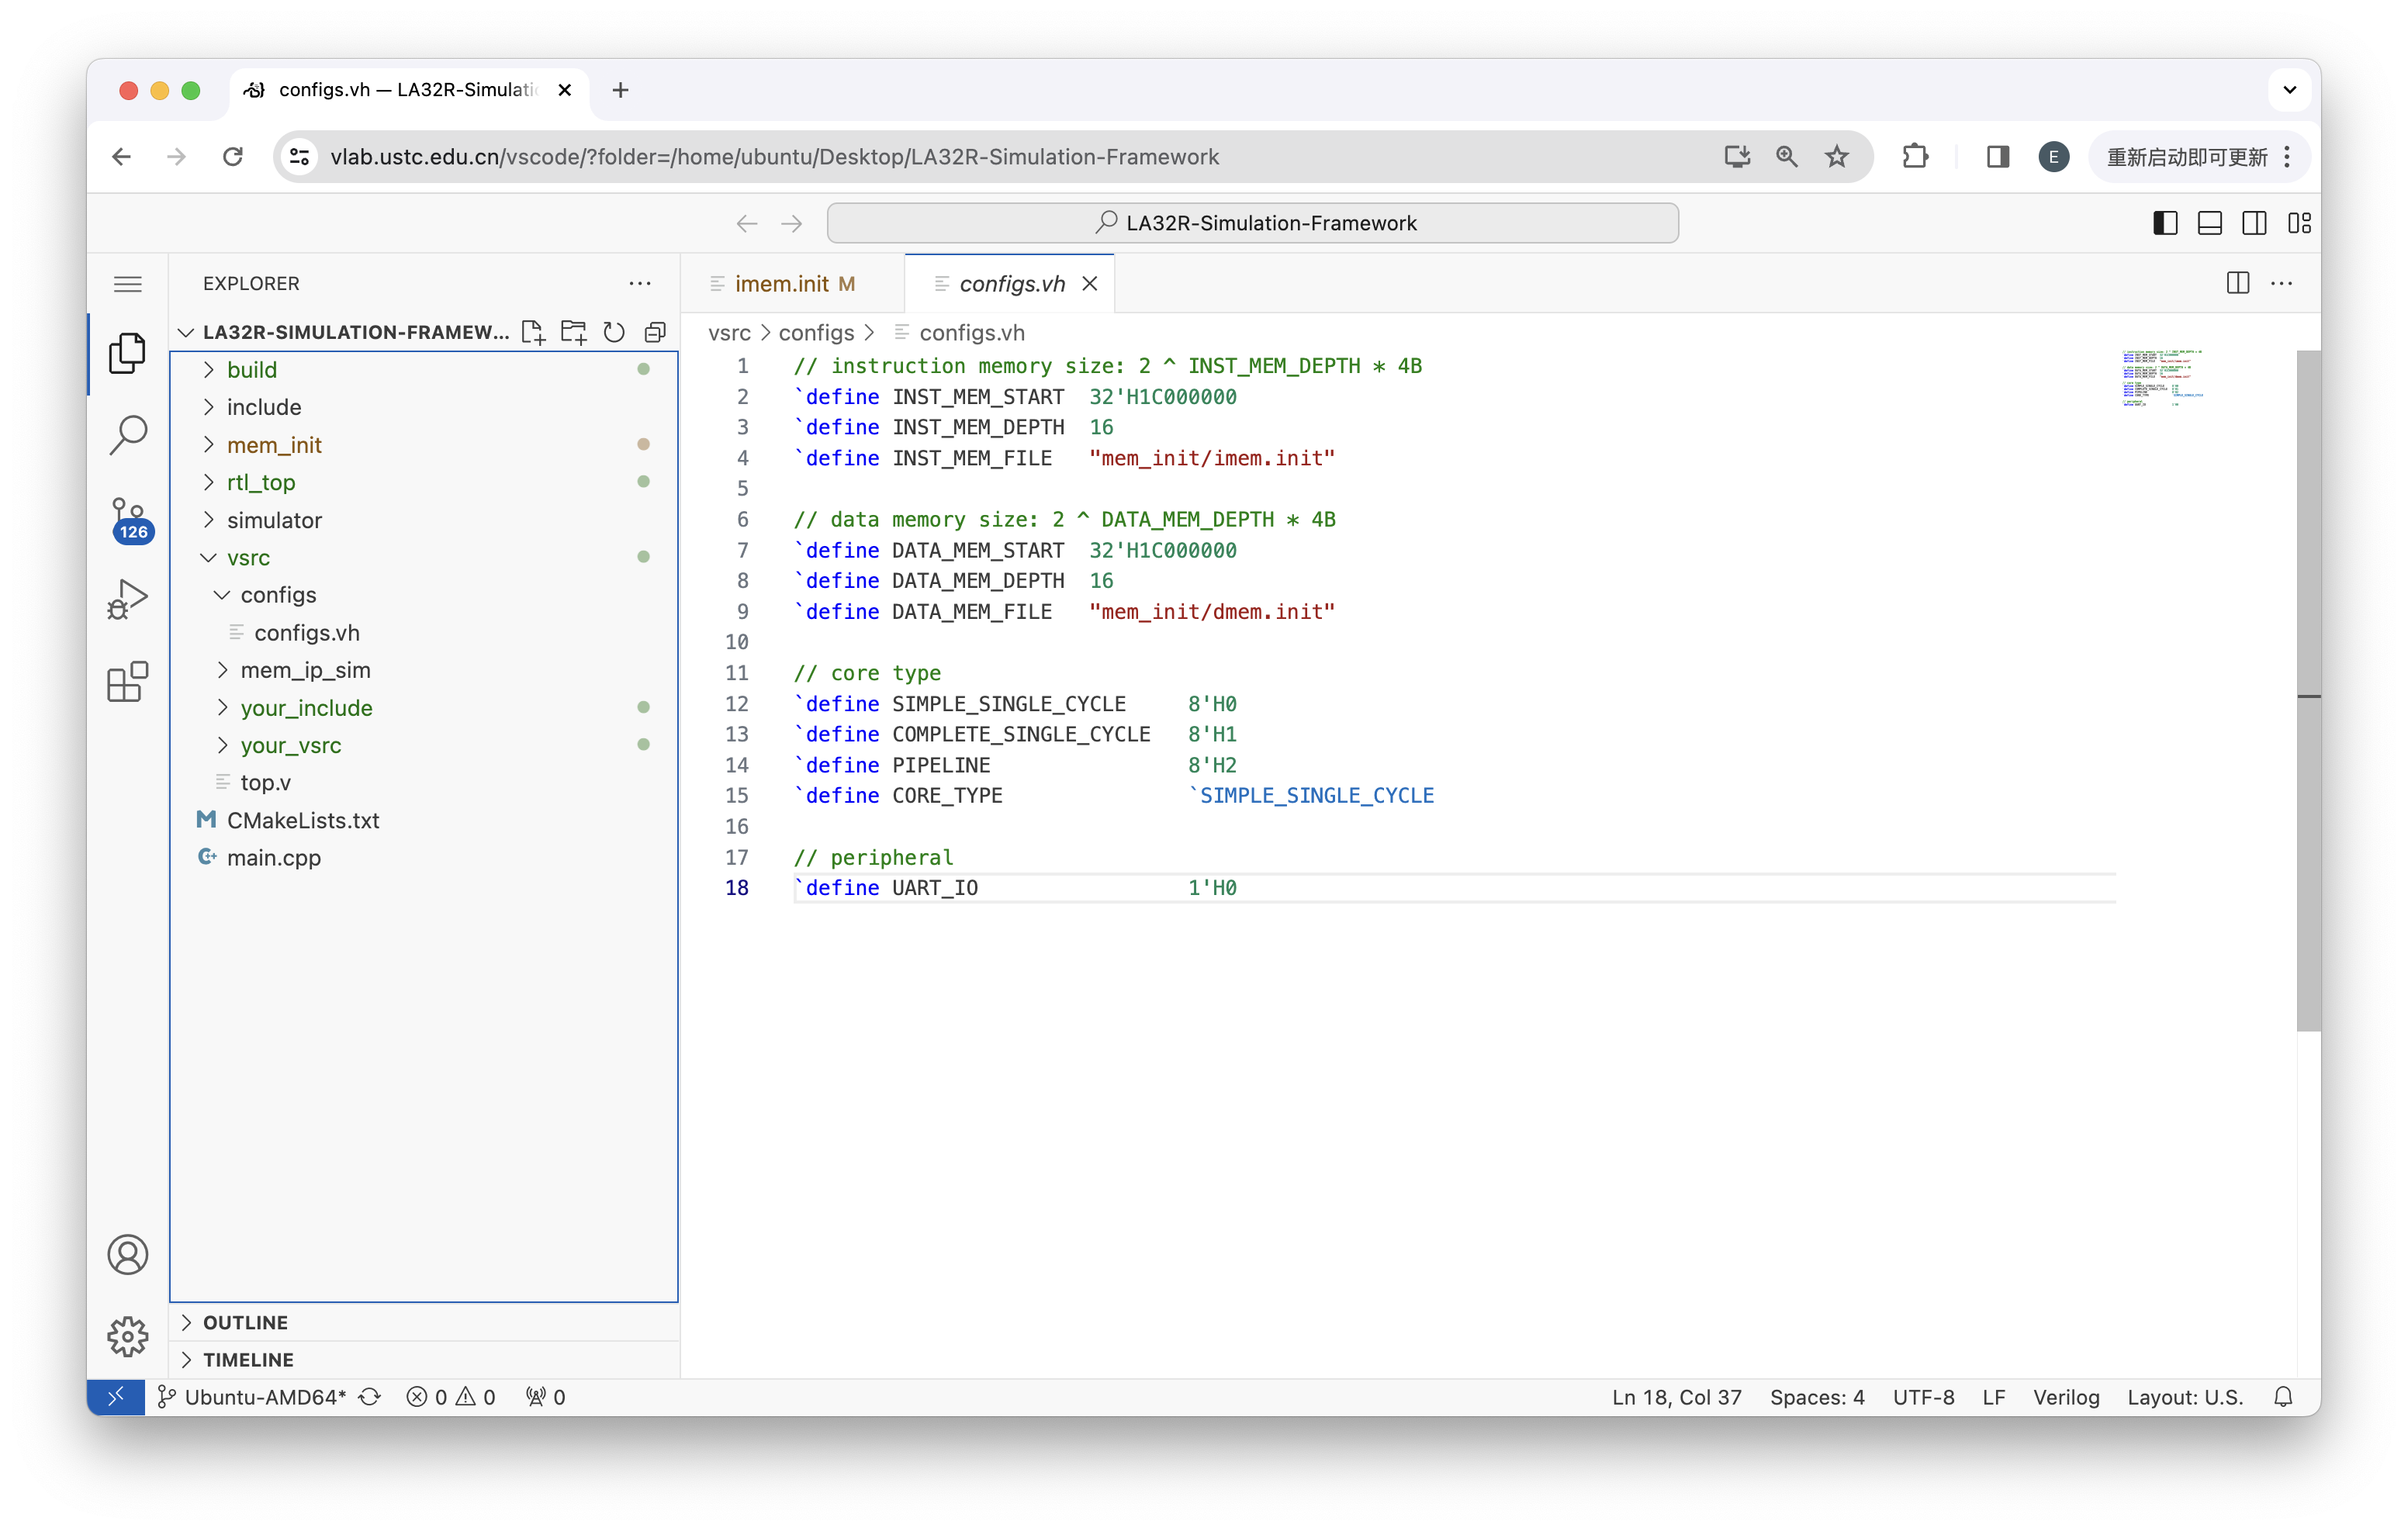 configs.vh — LA32R-Simulati
vlab.ustc.edu.cn/vscode/?folder=/home/ubuntu/Desktop/LA32R-Simulation-Framework
E
重新启动即可更新
LA32R-Simulation-Framework
EXPLORER
LA32R-SIMULATION-FRAMEW...
build
include
mem_init
rtl_top
simulator
vsrc
configs
configs.vh
mem_ip_sim
your_include
your_vsrc
top.v
CMakeLists.txt
main.cpp
OUTLINE
TIMELINE
126
imem.init M
configs.vh
vsrc > configs > configs.vh
1 // instruction memory size: 2 ^ INST_MEM_DEPTH * 4B
2 `define INST_MEM_START 32'H1C000000
3 `define INST_MEM_DEPTH 16
4 `define INST_MEM_FILE "mem_init/imem.init"
5
6 // data memory size: 2 ^ DATA_MEM_DEPTH * 4B
7 `define DATA_MEM_START 32'H1C000000
8 `define DATA_MEM_DEPTH 16
9 `define DATA_MEM_FILE "mem_init/dmem.init"
10
11 // core type
12 `define SIMPLE_SINGLE_CYCLE 8'H0
13 `define COMPLETE_SINGLE_CYCLE 8'H1
14 `define PIPELINE 8'H2
15 `define CORE_TYPE `SIMPLE_SINGLE_CYCLE
16
17 // peripheral
18 `define UART_IO 1'H0
Ubuntu-AMD64* 0 0 0
Ln 18, Col 37 Spaces: 4 UTF-8 LF Verilog Layout: U.S.